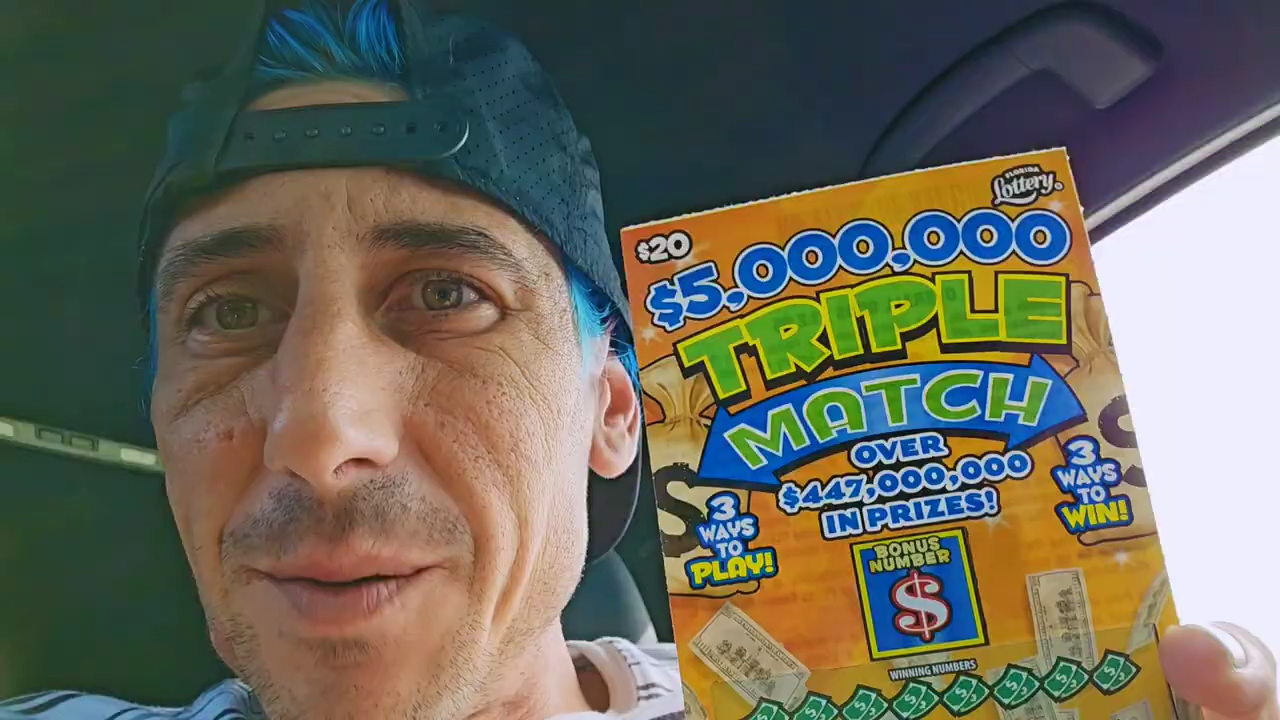 FLORIDA
Lottery
$20
$5,000,000
TRIPLE
MATCH
OVER
$447,000,000
IN PRIZES!
3
WAYS
TO
PLAY!
3
WAYS
TO
WIN!
BONUS
NUMBER
$
WINNING NUMBERS